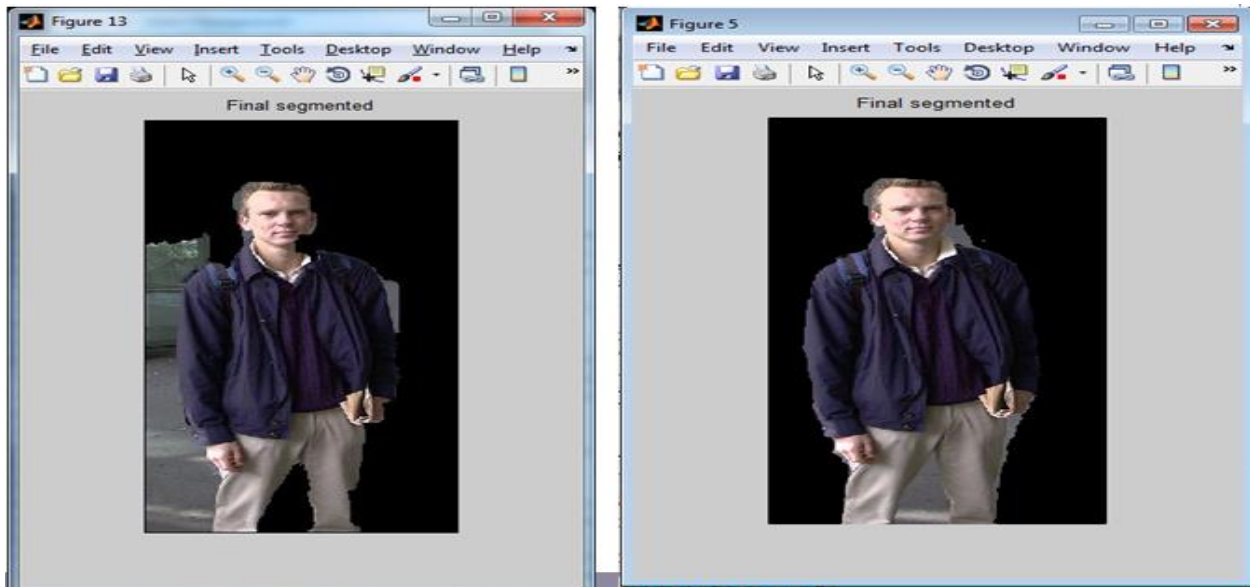 Figure 13
File Edit View Insert Tools Desktop Window Help
Final segmented
Figure 5
File Edit View Insert Tools Desktop Window Help
Final segmented